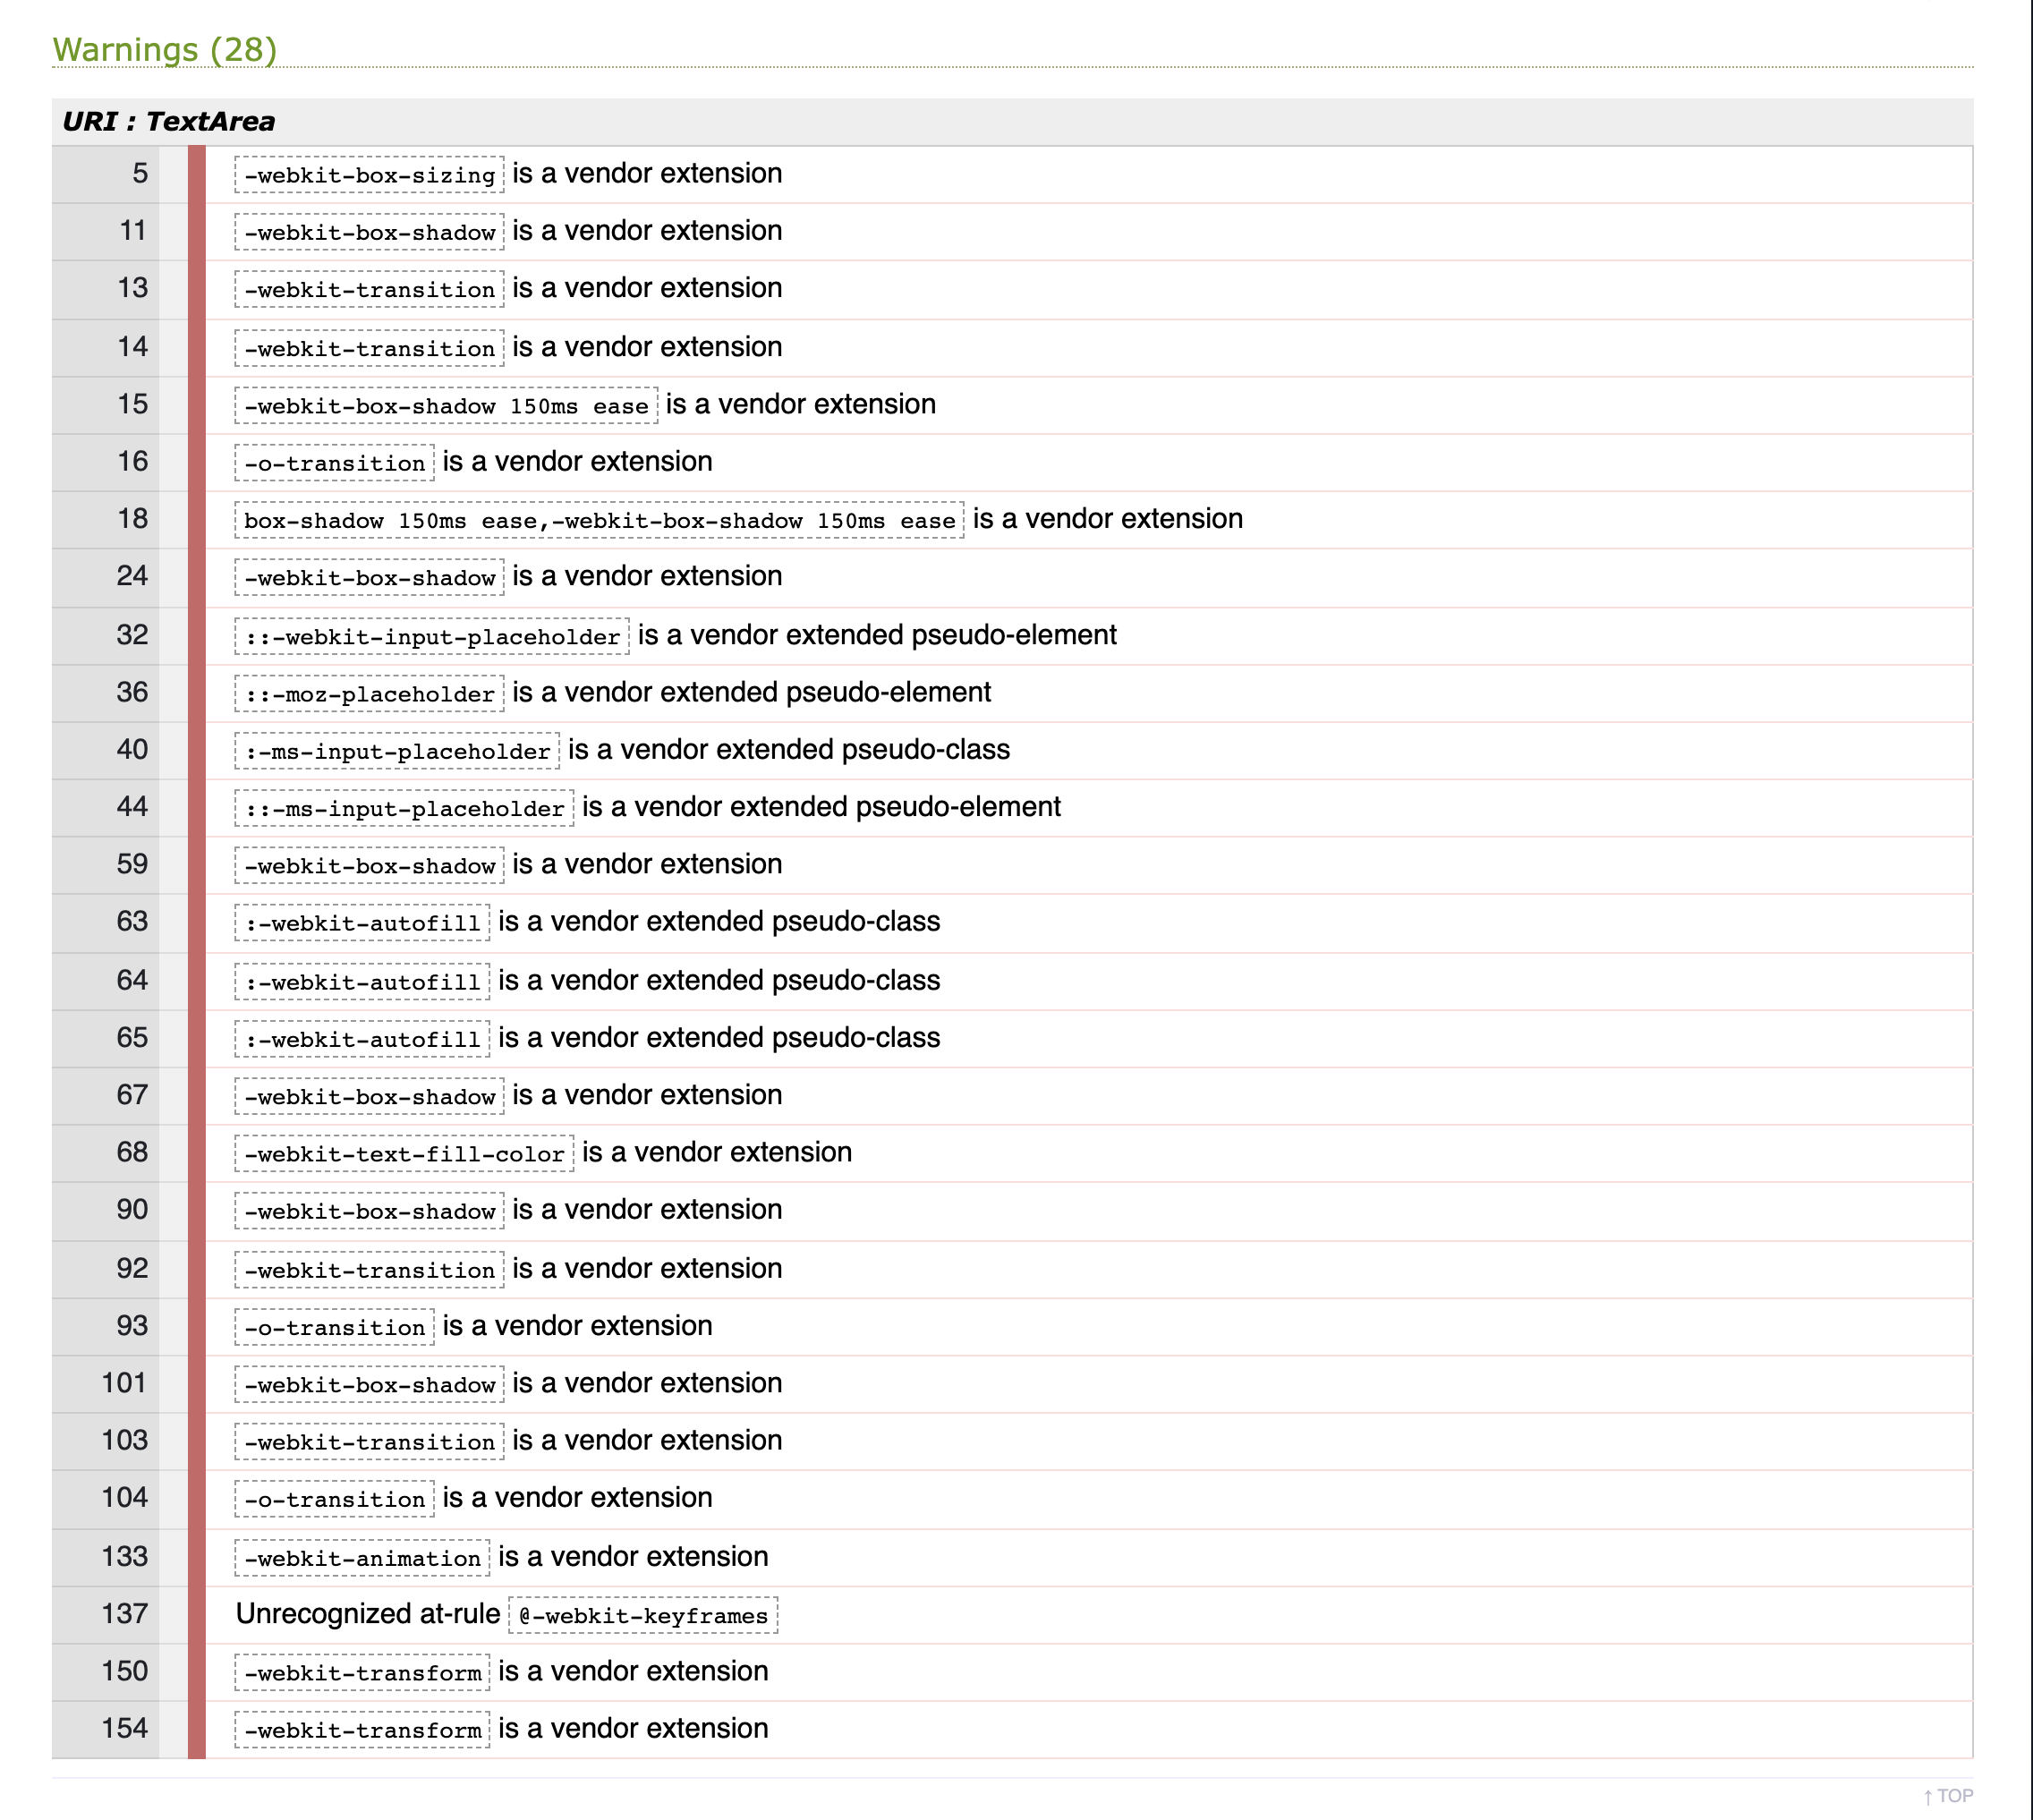 Warnings (28)
URI : TextArea
5 -webkit-box-sizing is a vendor extension
11 -webkit-box-shadow is a vendor extension
13 -webkit-transition is a vendor extension
14 -webkit-transition is a vendor extension
15 -webkit-box-shadow 150ms ease is a vendor extension
16 -o-transition is a vendor extension
18 box-shadow 150ms ease,-webkit-box-shadow 150ms ease is a vendor extension
24 -webkit-box-shadow is a vendor extension
32 ::-webkit-input-placeholder is a vendor extended pseudo-element
36 ::-moz-placeholder is a vendor extended pseudo-element
40 :-ms-input-placeholder is a vendor extended pseudo-class
44 ::-ms-input-placeholder is a vendor extended pseudo-element
59 -webkit-box-shadow is a vendor extension
63 :-webkit-autofill is a vendor extended pseudo-class
64 :-webkit-autofill is a vendor extended pseudo-class
65 :-webkit-autofill is a vendor extended pseudo-class
67 -webkit-box-shadow is a vendor extension
68 -webkit-text-fill-color is a vendor extension
90 -webkit-box-shadow is a vendor extension
92 -webkit-transition is a vendor extension
93 -o-transition is a vendor extension
101 -webkit-box-shadow is a vendor extension
103 -webkit-transition is a vendor extension
104 -o-transition is a vendor extension
133 -webkit-animation is a vendor extension
137 Unrecognized at-rule @-webkit-keyframes
150 -webkit-transform is a vendor extension
154 -webkit-transform is a vendor extension
↑ TOP